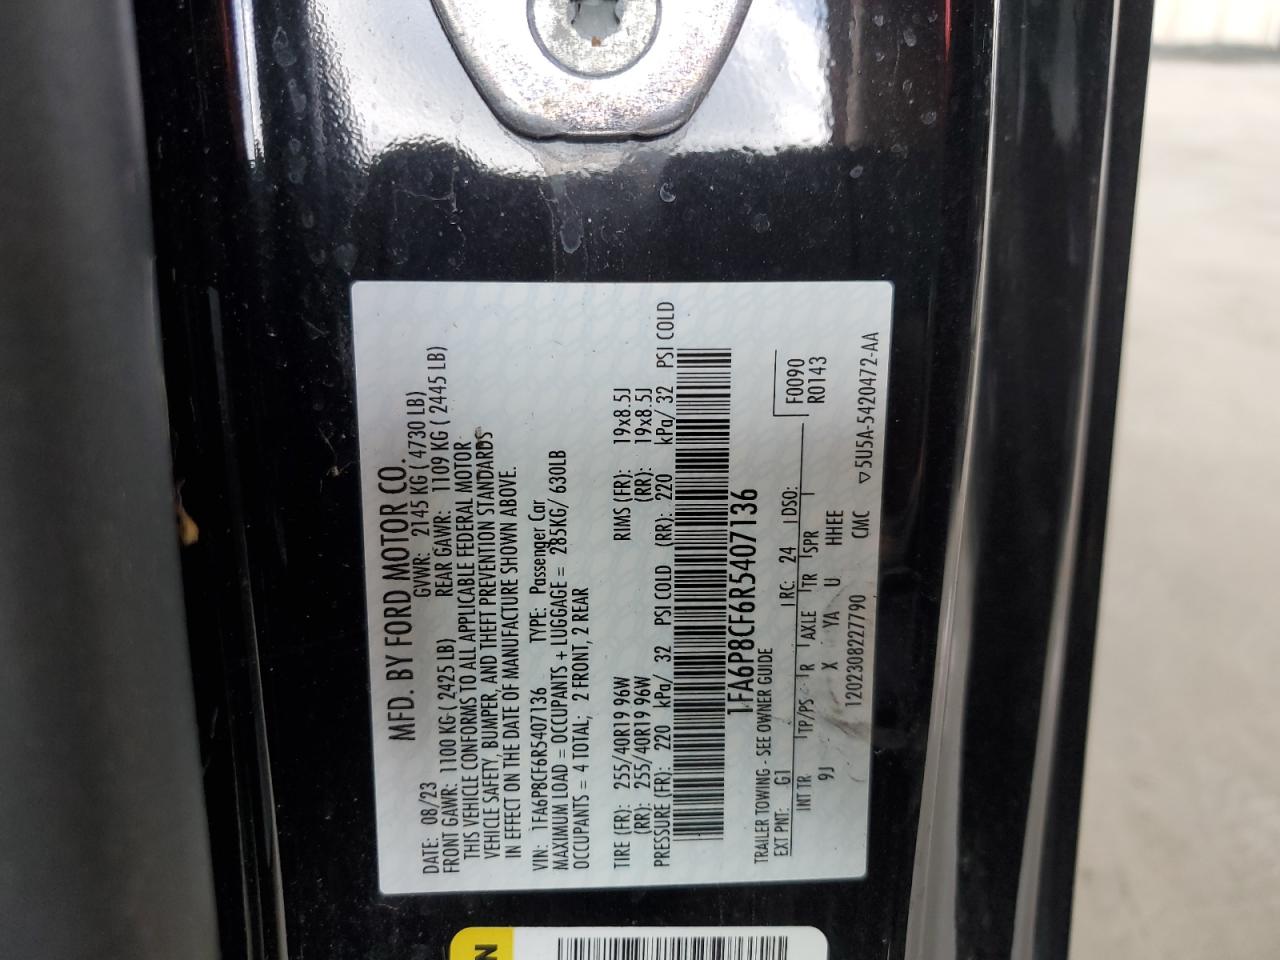 MFD. BY FORD MOTOR CO.
DATE: 08/23 GVWR: 2145 KG ( 4730 LB)
FRONT GAWR: 1100 KG ( 2425 LB) REAR GAWR: 1109 KG ( 2445 LB)
THIS VEHICLE CONFORMS TO ALL APPLICABLE FEDERAL MOTOR
VEHICLE SAFETY, BUMPER, AND THEFT PREVENTION STANDARDS
IN EFFECT ON THE DATE OF MANUFACTURE SHOWN ABOVE.
VIN: 1FA6P8CF6R5407136 TYPE: Passenger Car
MAXIMUM LOAD = OCCUPANTS + LUGGAGE = 285KG/ 630LB
OCCUPANTS = 4 TOTAL; 2 FRONT, 2 REAR
TIRE (FR): 255/40R19 96W RIMS (FR): 19x8.5J
(RR): 255/40R19 96W (RR): 19x8.5J
PRESSURE (FR): 220 kPa/ 32 PSI COLD (RR): 220 kPa/ 32 PSI COLD
1FA6P8CF6R5407136
TRAILER TOWING - SEE OWNER GUIDE
EXT PNT: G1 RC: 24 DSO: F0090
R0143
INT TR TP/PS R AXLE TR SPR
9J X YA U HHEE
120230822790 CMC ▽5U5A-5420472-AA
N